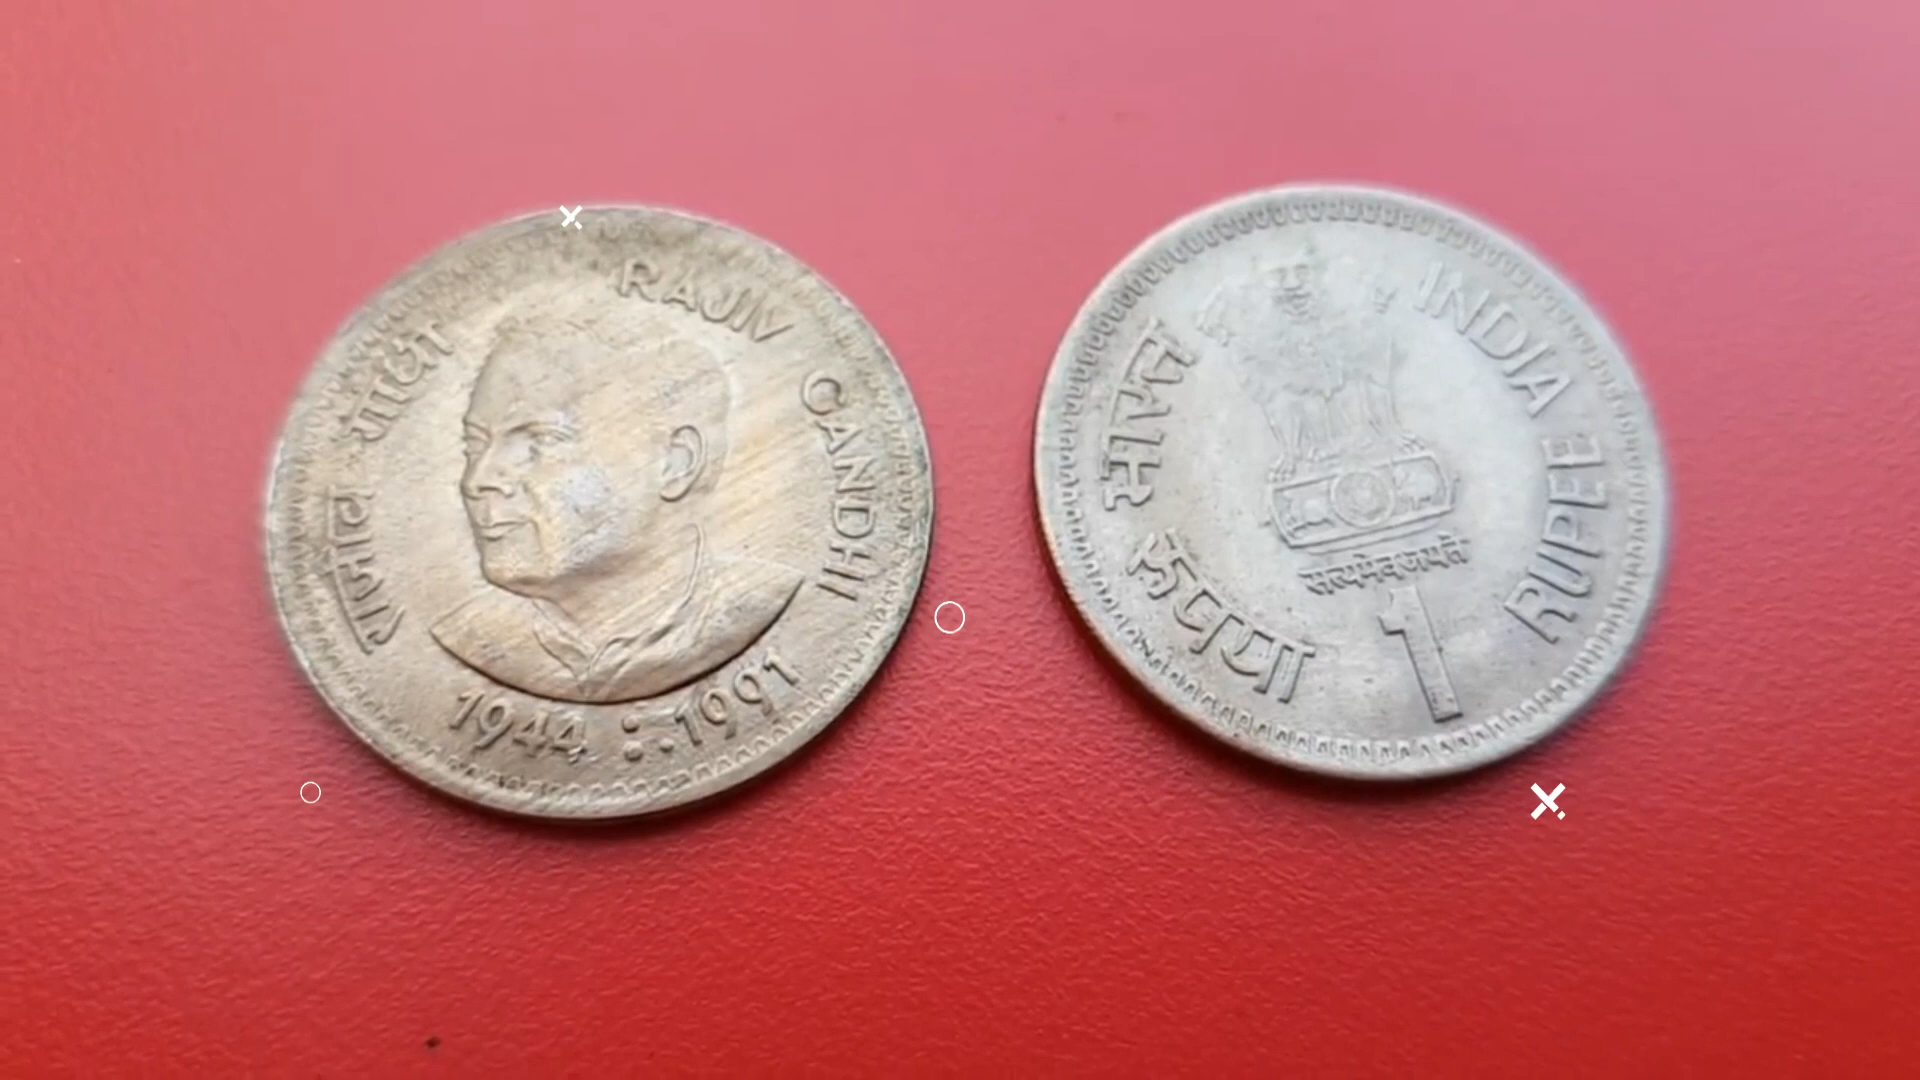 राजीव गांधी
RAJIV GANDHI
1944 : 1991
भारत
INDIA
रूपया
RUPEE
सत्यमेव जयते
1